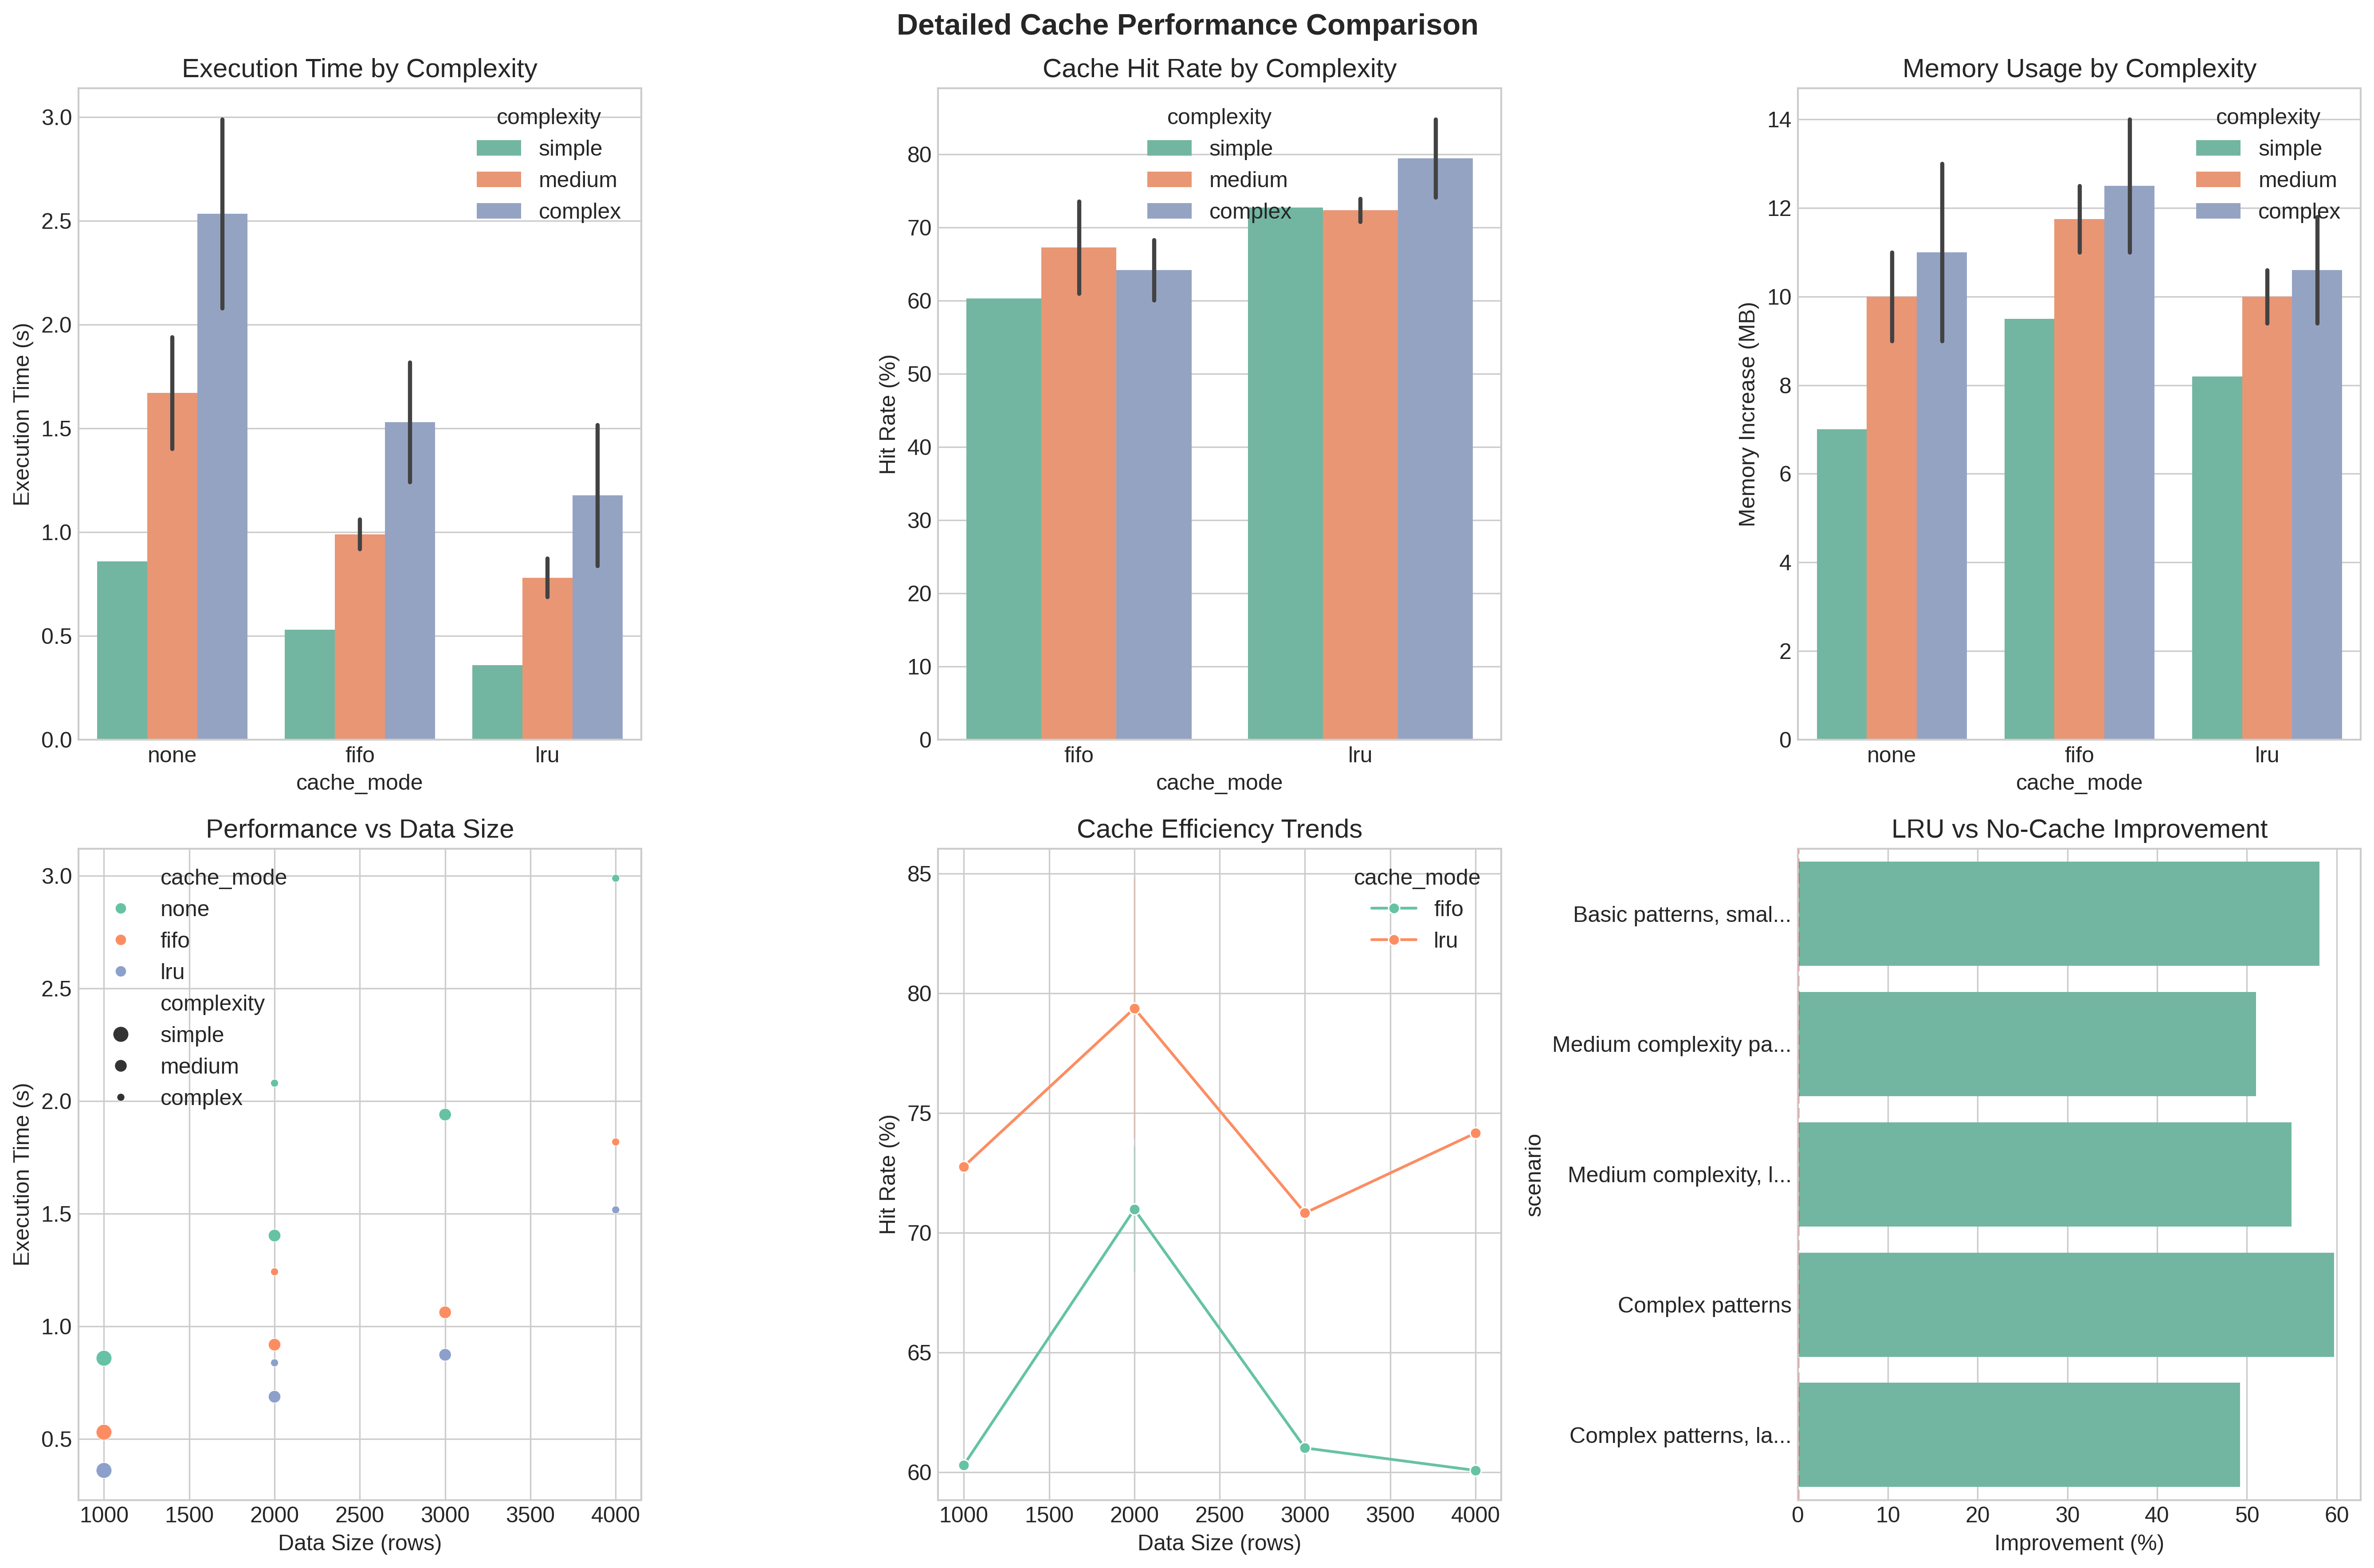 Detailed Cache Performance Comparison
Execution Time by Complexity
3.0
2.5
2.0
1.5
1.0
0.5
0.0
Execution Time (s)
complexity
simple
medium
complex
none fifo lru
cache_mode
Cache Hit Rate by Complexity
80
70
60
50
40
30
20
10
0
Hit Rate (%)
complexity
simple
medium
complex
fifo lru
cache_mode
Memory Usage by Complexity
14
12
10
8
6
4
2
0
Memory Increase (MB)
complexity
simple
medium
complex
none fifo lru
cache_mode
Performance vs Data Size
3.0
2.5
2.0
1.5
1.0
0.5
Execution Time (s)
cache_mode
none
fifo
lru
complexity
simple
medium
complex
1000 1500 2000 2500 3000 3500 4000
Data Size (rows)
Cache Efficiency Trends
85
80
75
70
65
60
Hit Rate (%)
cache_mode
fifo
lru
1000 1500 2000 2500 3000 3500 4000
Data Size (rows)
LRU vs No-Cache Improvement
scenario
Basic patterns, smal...
Medium complexity pa...
Medium complexity, l...
Complex patterns
Complex patterns, la...
0 10 20 30 40 50 60
Improvement (%)